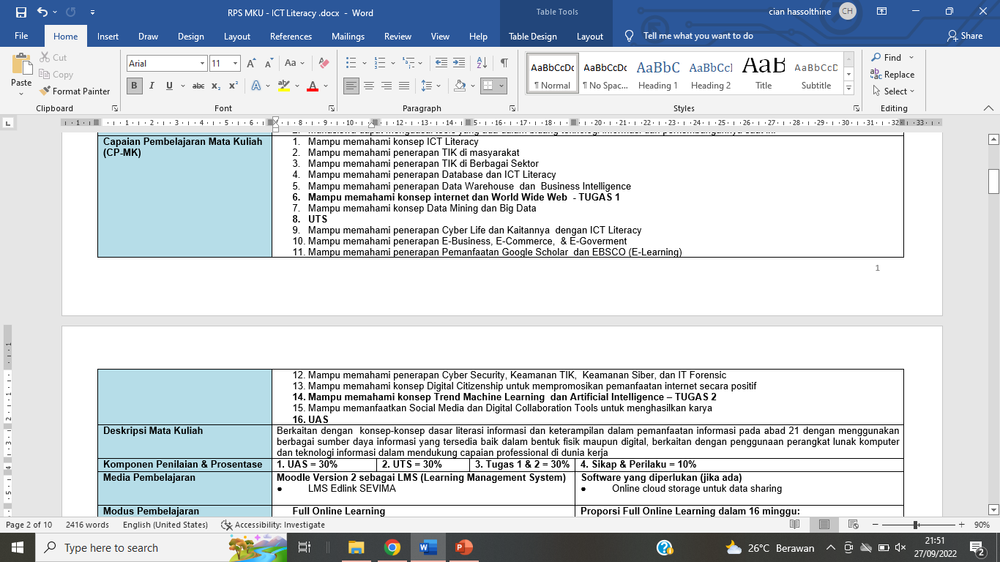 RPS MKU - ICT Literacy .docx - Word
Table Tools
cian hassolthine
CH
File
Home
Insert
Draw
Design
Layout
References
Mailings
Review
View
Help
Table Design
Layout
Tell me what you want to do
Share
Paste
Cut
Copy
Format Painter
Clipboard
Arial
11
Font
Paragraph
AaBbCcDc
¶ Normal
AaBbCcDc
¶ No Spac...
AaBbC
Heading 1
AaBbCcl
Heading 2
AaB
Title
AaBbCcD
Subtitle
Styles
Find
Replace
Select
Editing
Capaian Pembelajaran Mata Kuliah
(CP-MK)
1. Mampu memahami konsep ICT Literacy
2. Mampu memahami penerapan TIK di masyarakat
3. Mampu memahami penerapan TIK di Berbagai Sektor
4. Mampu memahami penerapan Database dan ICT Literacy
5. Mampu memahami penerapan Data Warehouse dan Business Intelligence
6. Mampu memahami konsep internet dan World Wide Web - TUGAS 1
7. Mampu memahami konsep Data Mining dan Big Data
8. UTS
9. Mampu memahami penerapan Cyber Life dan Kaitannya dengan ICT Literacy
10. Mampu memahami penerapan E-Business, E-Commerce, & E-Goverment
11. Mampu memahami penerapan Pemanfaatan Google Scholar dan EBSCO (E-Learning)
1
12. Mampu memahami penerapan Cyber Security, Keamanan TIK, Keamanan Siber, dan IT Forensic
13. Mampu memahami konsep Digital Citizenship untuk mempromosikan pemanfaatan internet secara positif
14. Mampu memahami konsep Trend Machine Learning dan Artificial Intelligence – TUGAS 2
15. Mampu memanfaatkan Social Media dan Digital Collaboration Tools untuk menghasilkan karya
16. UAS
Deskripsi Mata Kuliah
Berkaitan dengan konsep-konsep dasar literasi informasi dan keterampilan dalam pemanfaatan informasi pada abad 21 dengan menggunakan
berbagai sumber daya informasi yang tersedia baik dalam bentuk fisik maupun digital, berkaitan dengan penggunaan perangkat lunak komputer
dan teknologi informasi dalam mendukung capaian professional di dunia kerja
Komponen Penilaian & Prosentase
1. UAS = 30%
2. UTS = 30%
3. Tugas 1 & 2 = 30%
4. Sikap & Perilaku = 10%
Media Pembelajaran
Moodle Version 2 sebagai LMS (Learning Management System)
● LMS Edlink SEVIMA
Software yang diperlukan (jika ada)
● Online cloud storage untuk data sharing
Modus Pembelajaran
Full Online Learning
Proporsi Full Online Learning dalam 16 minggu:
Page 2 of 10
2416 words
English (United States)
Accessibility: Investigate
90%
Type here to search
26°C Berawan
21:51
27/09/2022
2